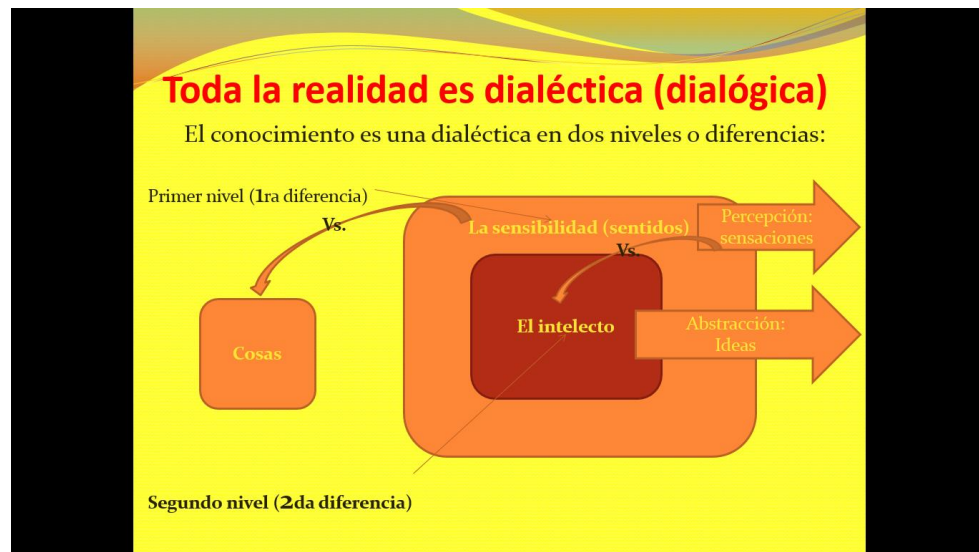 Toda la realidad es dialéctica (dialógica)
El conocimiento es una dialéctica en dos niveles o diferencias:
Primer nivel (1ra diferencia)
Vs.
La sensibilidad (sentidos)
Vs.
Percepción:
sensaciones
Cosas
El intelecto
Abstracción:
Ideas
Segundo nivel (2da diferencia)